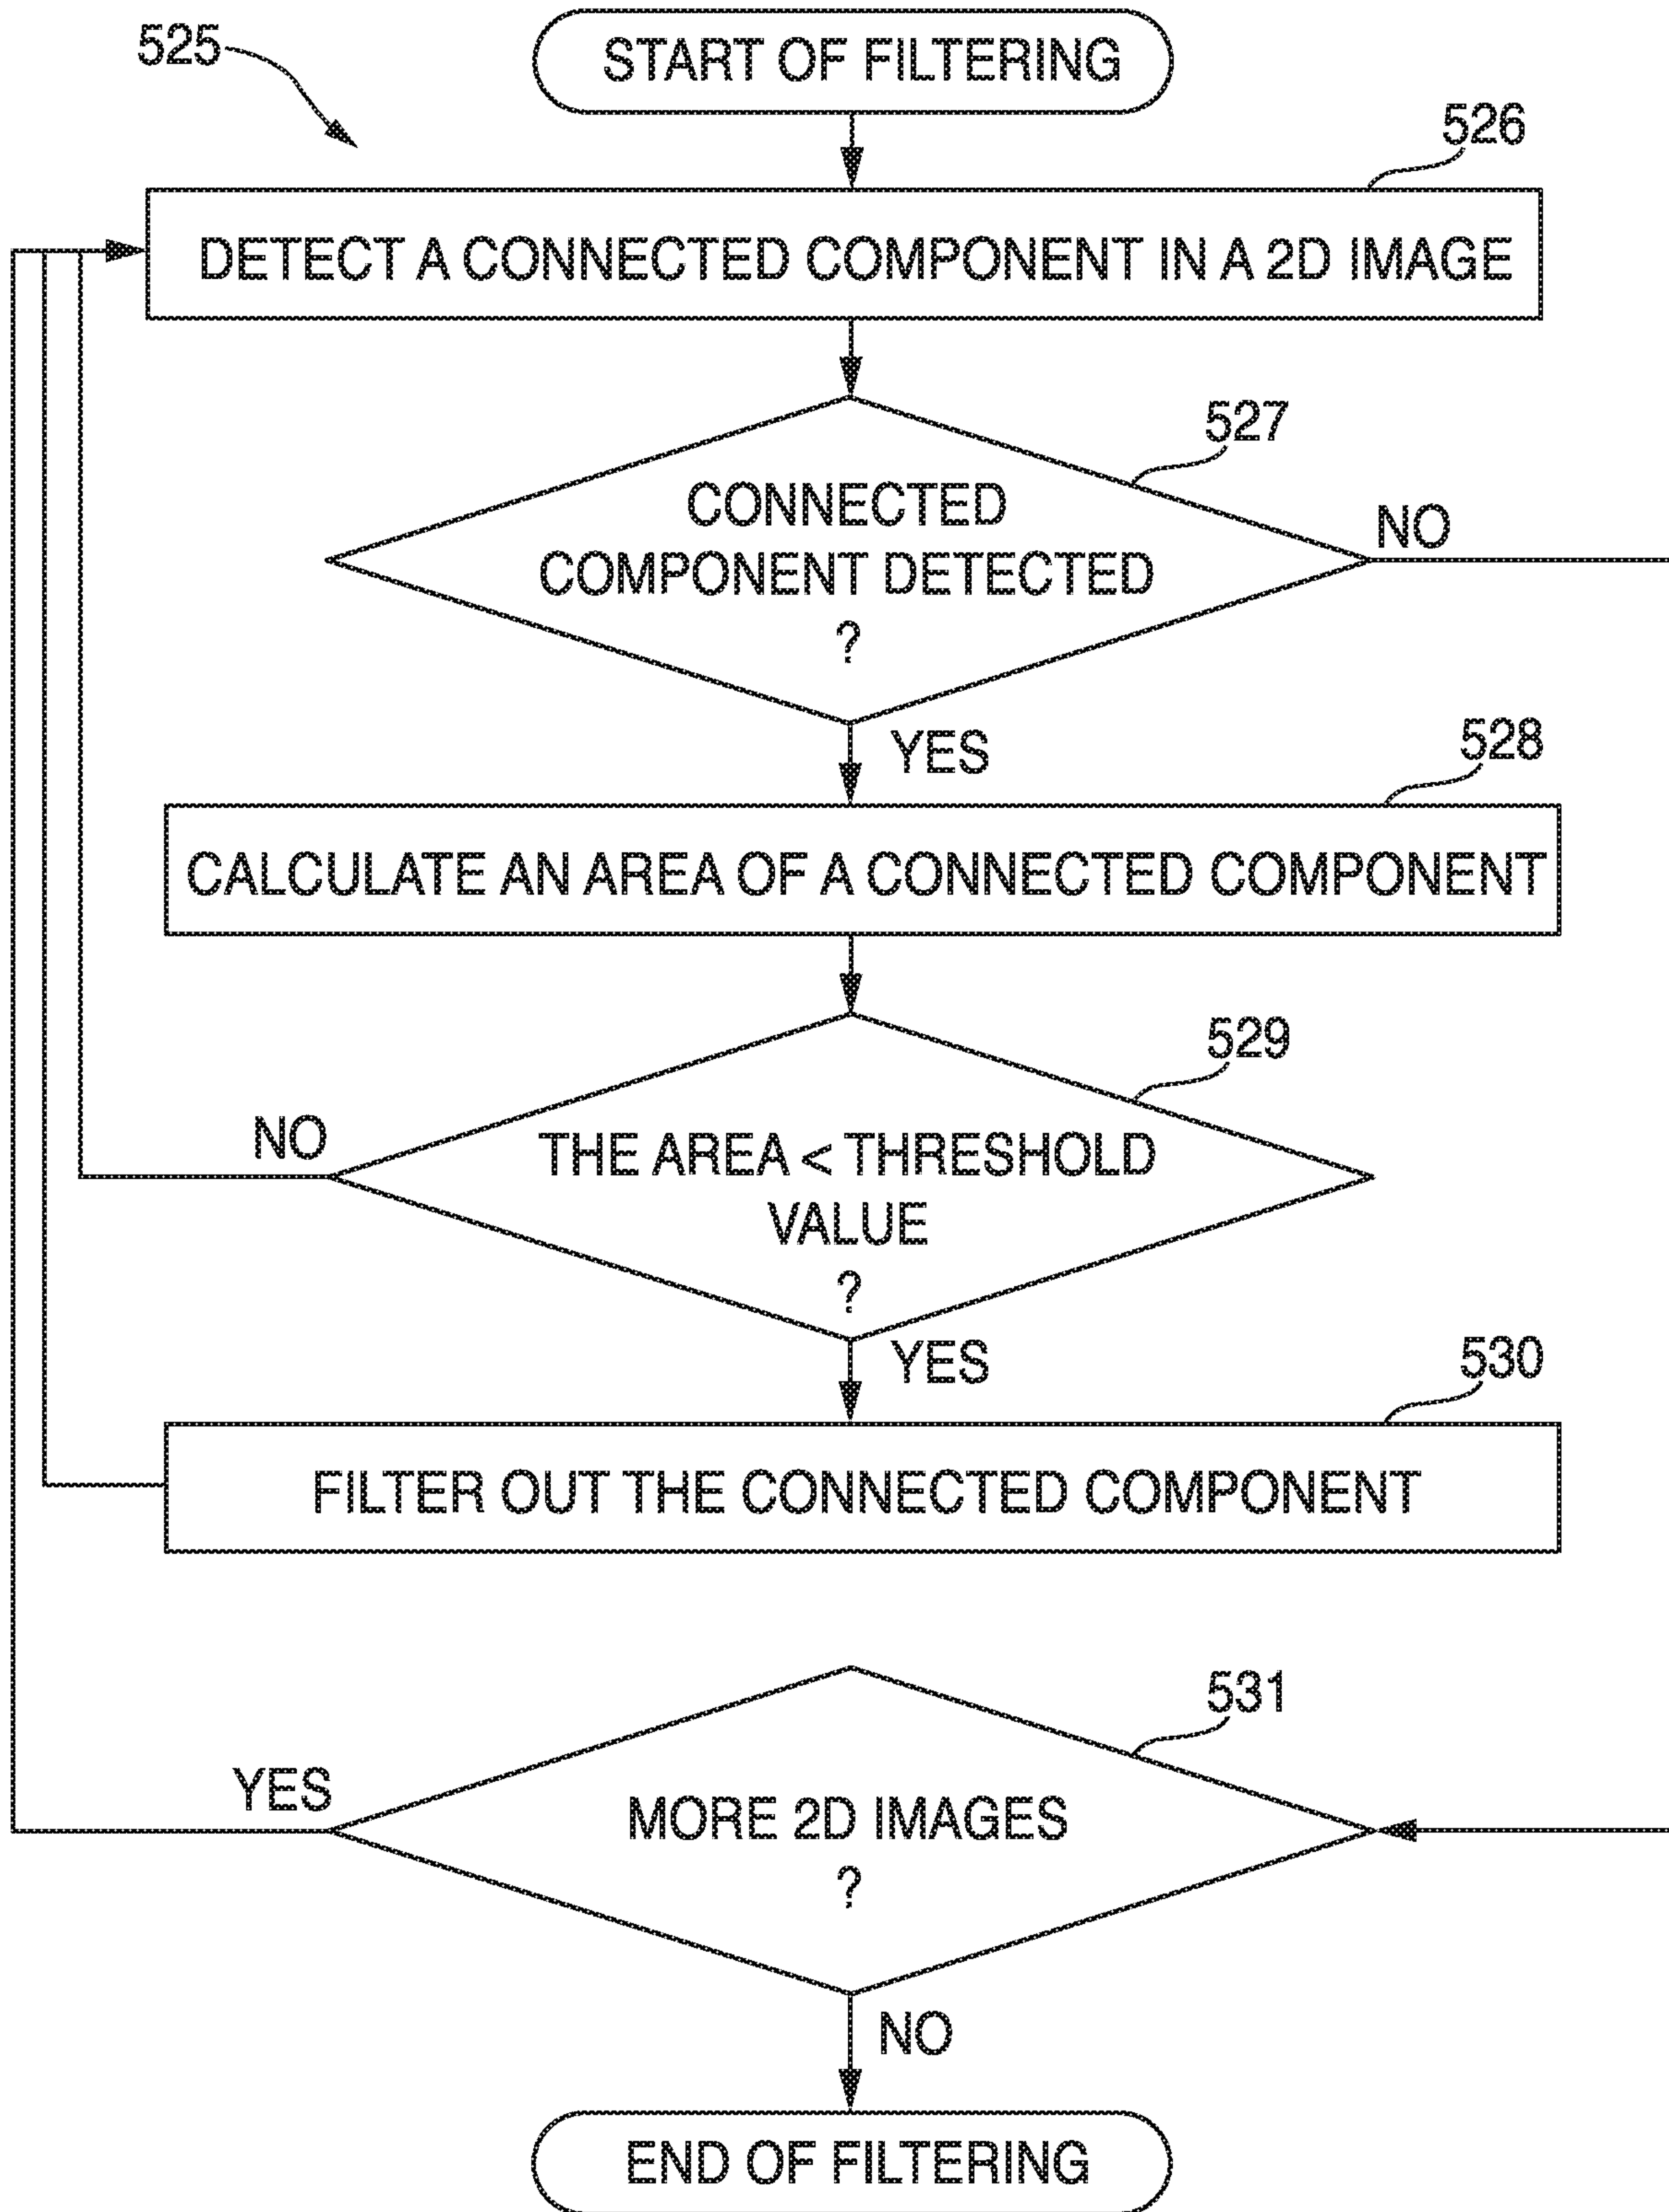 525
START OF FILTERING
526
DETECT A CONNECTED COMPONENT IN A 2D IMAGE
527
CONNECTED
COMPONENT DETECTED
?
NO
YES
528
CALCULATE AN AREA OF A CONNECTED COMPONENT
529
NO
THE AREA < THRESHOLD
VALUE
?
YES
530
FILTER OUT THE CONNECTED COMPONENT
531
YES
MORE 2D IMAGES
?
NO
END OF FILTERING